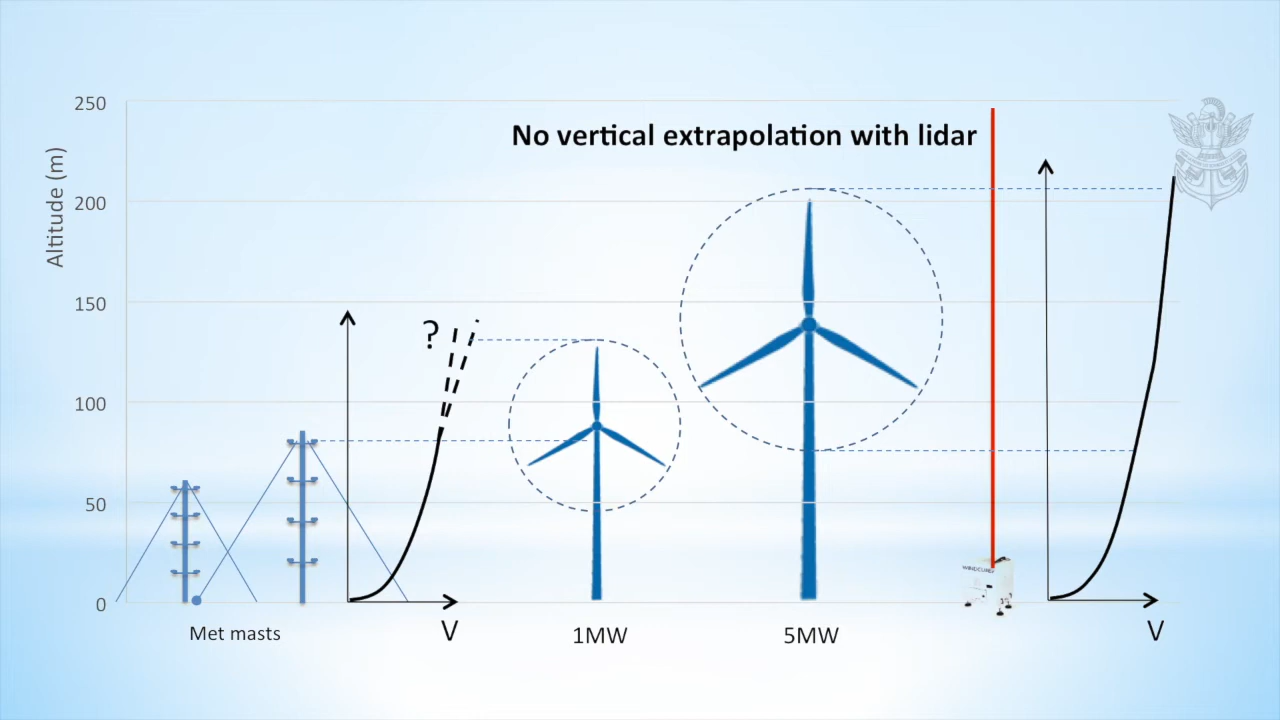 No vertical extrapolation with lidar
Altitude (m)
250
200
150
100
50
0
?
Met masts
V
1MW
5MW
V